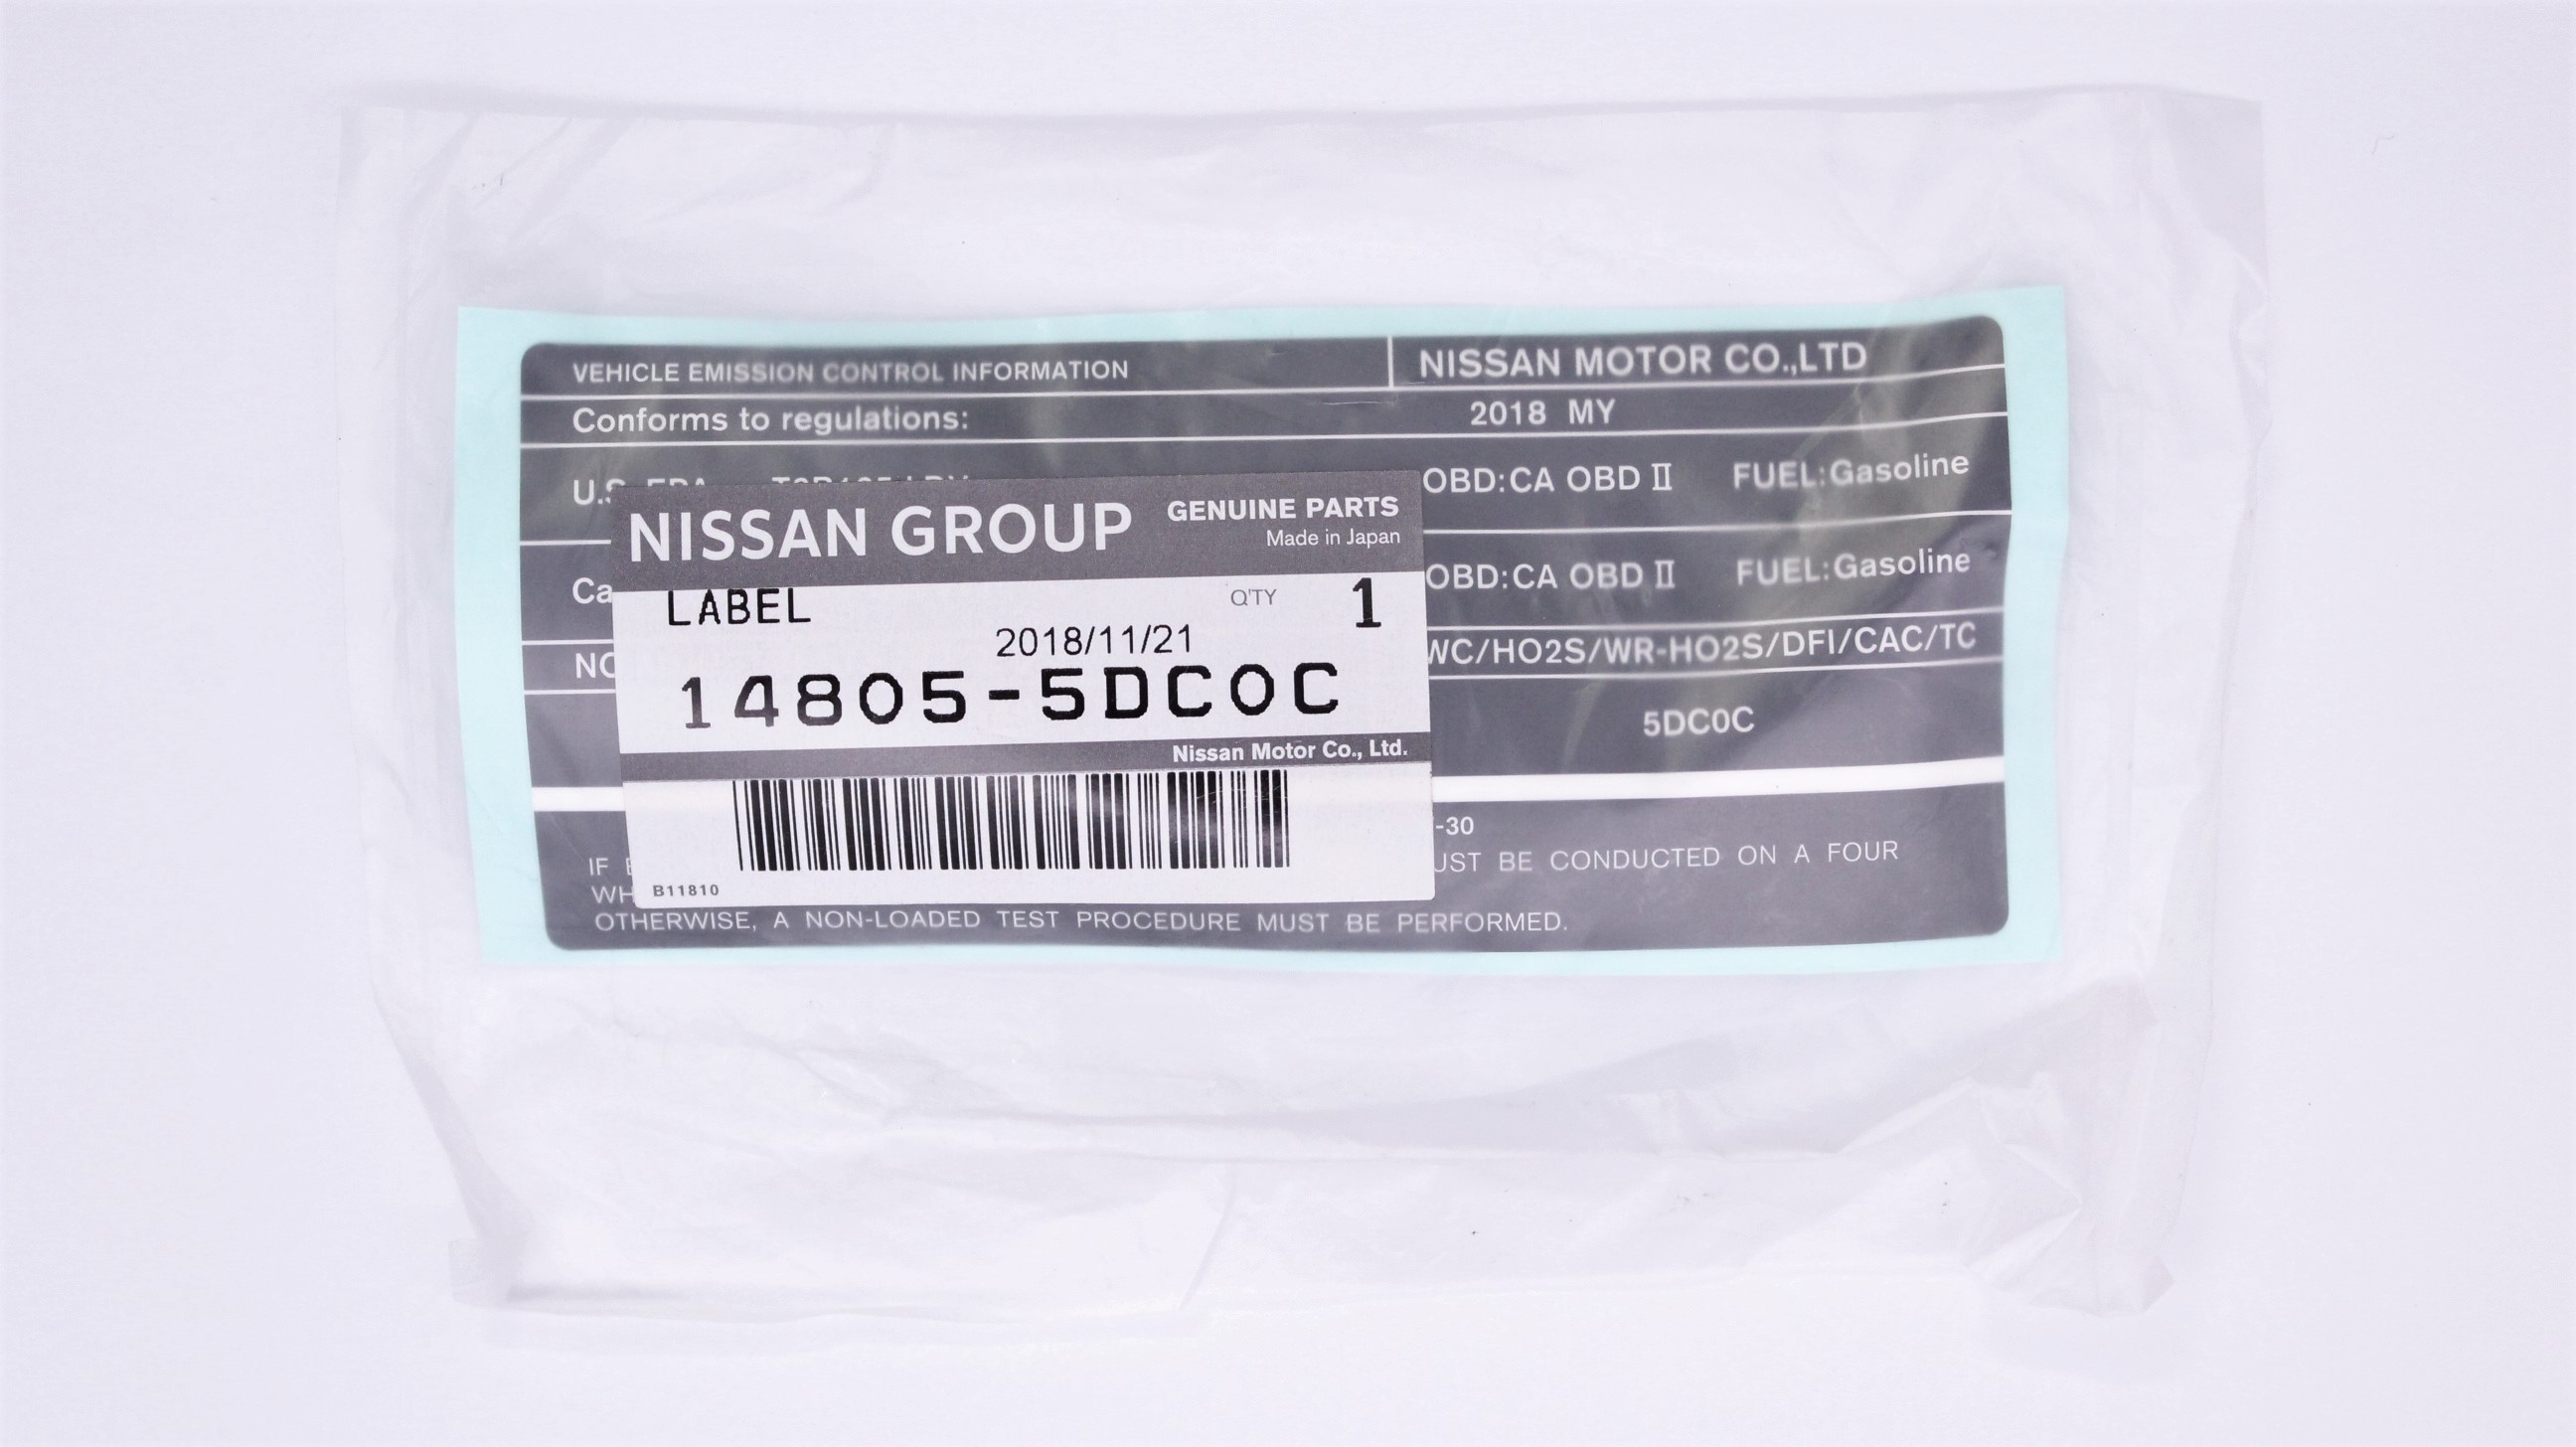 VEHICLE EMISSION CONTROL INFORMATION
NISSAN MOTOR CO.,LTD
Conforms to regulations:
2018 MY
OBD:CA OBD II FUEL:Gasoline
OBD:CA OBD II FUEL:Gasoline
WC/HO2S/WR-HO2S/DFI/CAC/TC
5DC0C
-30
IF
BE CONDUCTED ON A FOUR
OTHERWISE, A NON-LOADED TEST PROCEDURE MUST BE PERFORMED.
NISSAN GROUP
GENUINE PARTS
Made in Japan
LABEL
Q'TY 1
2018/11/21
14805-5DC0C
Nissan Motor Co., Ltd.
B11810